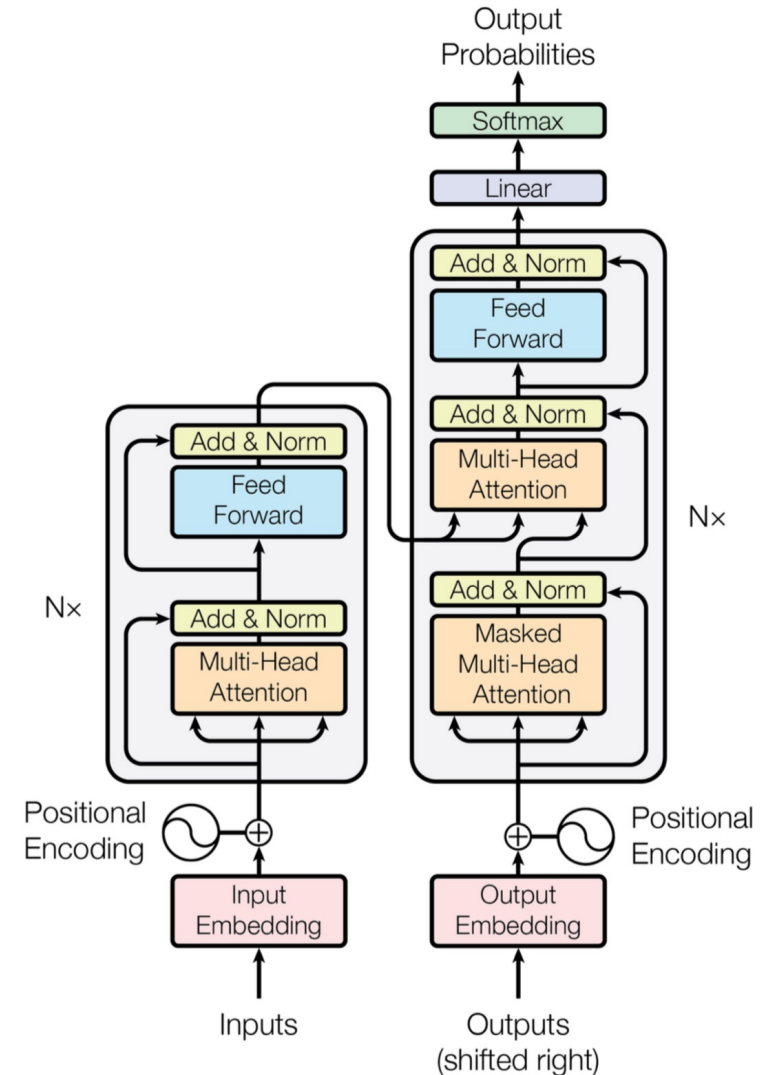 Output
Probabilities
Softmax
Linear
Add & Norm
Feed
Forward
Add & Norm
Multi-Head
Attention
Add & Norm
Masked
Multi-Head
Attention
Nx
Add & Norm
Feed
Forward
Add & Norm
Multi-Head
Attention
Nx
Positional
Encoding
Positional
Encoding
Input
Embedding
Output
Embedding
Inputs
Outputs
(shifted right)